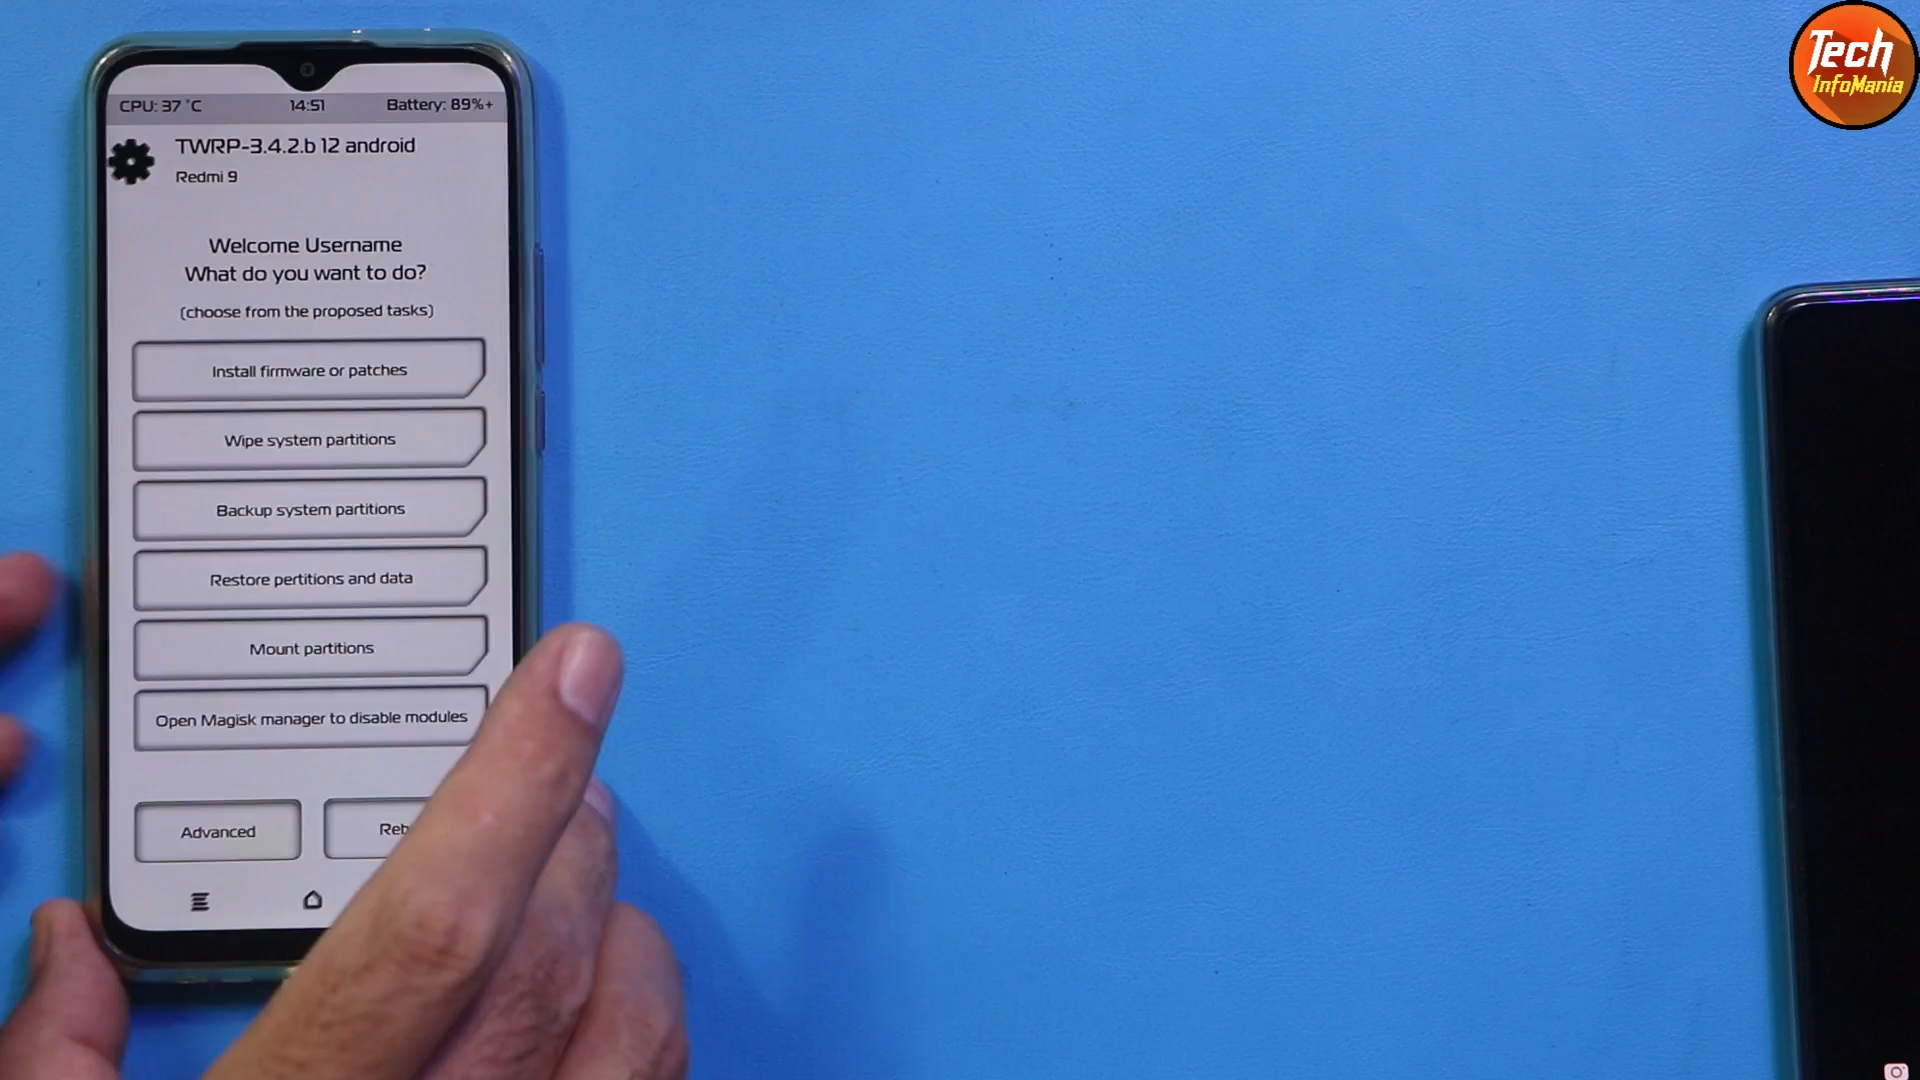 CPU: 37 °C 14:51 Battery: 89%+
TWRP-3.4.2.b 12 android
Redmi 9
Welcome Username
What do you want to do?
(choose from the proposed tasks)
Install firmware or patches
Wipe system partitions
Backup system partitions
Restore pertitions and data
Mount partitions
Open Magisk manager to disable modules
Advanced
Tech
InfoMania